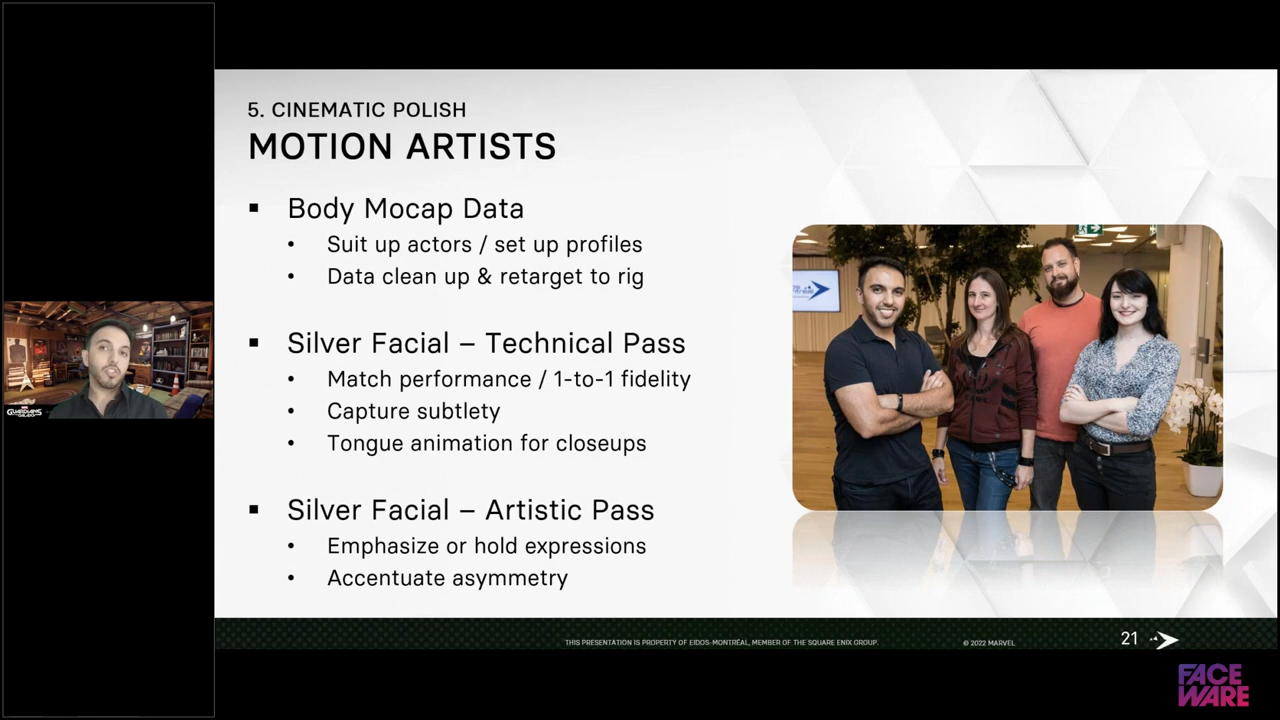 5. CINEMATIC POLISH
MOTION ARTISTS
▪ Body Mocap Data
• Suit up actors / set up profiles
• Data clean up & retarget to rig
▪ Silver Facial – Technical Pass
• Match performance / 1-to-1 fidelity
• Capture subtlety
• Tongue animation for closeups
▪ Silver Facial – Artistic Pass
• Emphasize or hold expressions
• Accentuate asymmetry
GUARDIANS
THIS PRESENTATION IS PROPERTY OF EIDOS-MONTRÉAL, MEMBER OF THE SQUARE ENIX GROUP.
© 2022 MARVEL
21
FACE
WARE